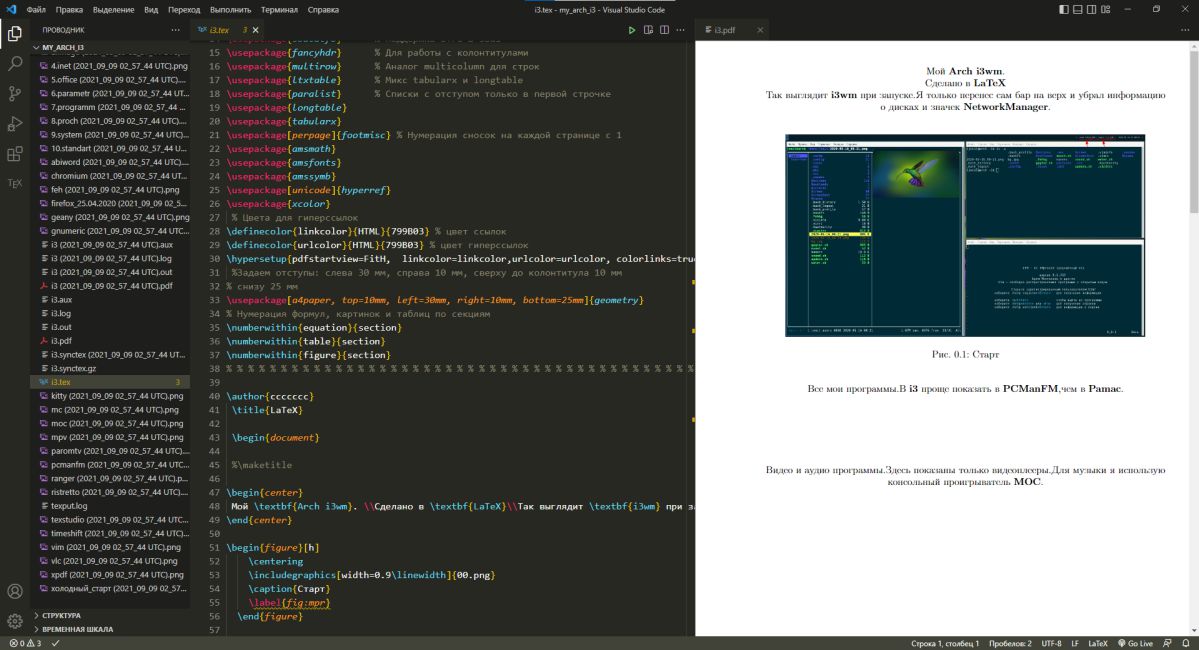 Файл Правка Выделение Вид Переход Выполнить Терминал Справка
i3.tex - my_arch_i3 - Visual Studio Code
ПРОВОДНИК ...
MY_ARCH_I3
4.inet (2021_09_09 02_57_44 UTC).png
5.office (2021_09_09 02_57_44 UTC)....
6.parametr (2021_09_09 02_57_44 UT...
7.programm (2021_09_09 02_57_44 ...
8.proch (2021_09_09 02_57_44 UTC)....
9.system (2021_09_09 02_57_44 UTC)...
10.standart (2021_09_09 02_57_44 U...
abiword (2021_09_09 02_57_44 UTC)...
chromium (2021_09_09 02_57_44 UT...
feh (2021_09_09 02_57_44 UTC).png
firefox_25.04.2020 (2021_09_09 02_5...
geany (2021_09_09 02_57_44 UTC).png
gnumeric (2021_09_09 02_57_44 UT...
i3 (2021_09_09 02_57_44 UTC).aux
i3 (2021_09_09 02_57_44 UTC).log
i3 (2021_09_09 02_57_44 UTC).out
i3 (2021_09_09 02_57_44 UTC).pdf
i3.aux
i3.log
i3.out
i3.pdf
i3.synctex (2021_09_09 02_57_44 UT...
i3.synctex.gz
i3.tex 3
kitty (2021_09_09 02_57_44 UTC).png
mc (2021_09_09 02_57_44 UTC).png
moc (2021_09_09 02_57_44 UTC).png
mpv (2021_09_09 02_57_44 UTC).png
paromtv (2021_09_09 02_57_44 UTC)...
pcmanfm (2021_09_09 02_57_44 UTC...
ranger (2021_09_09 02_57_44 UTC).p...
ristretto (2021_09_09 02_57_44 UTC)...
texput.log
texstudio (2021_09_09 02_57_44 UTC...
timeshift (2021_09_09 02_57_44 UTC...
vim (2021_09_09 02_57_44 UTC).png
vlc (2021_09_09 02_57_44 UTC).png
xpdf (2021_09_09 02_57_44 UTC).png
холодный_старт (2021_09_09 02_57...
СТРУКТУРА
ВРЕМЕННАЯ ШКАЛА
TEX i3.tex 3
15 \usepackage{fancyhdr} % Для работы с колонтитулами
16 \usepackage{multirow} % Аналог multicolumn для строк
17 \usepackage{ltxtable} % Микс tabularx и longtable
18 \usepackage{paralist} % Списки с отступом только в первой строчке
19 \usepackage{longtable}
20 \usepackage{tabularx}
21 \usepackage[perpage]{footmisc} % Нумерация сносок на каждой странице с 1
22 \usepackage{amsmath}
23 \usepackage{amsfonts}
24 \usepackage{amssymb}
25 \usepackage[unicode]{hyperref}
26 \usepackage{xcolor}
27 % Цвета для гиперссылок
28 \definecolor{linkcolor}{HTML}{799B03} % цвет ссылок
29 \definecolor{urlcolor}{HTML}{799B03} % цвет гиперссылок
30 \hypersetup{pdfstartview=FitH, linkcolor=linkcolor,urlcolor=urlcolor, colorlinks=true
31 %Задаем отступы: слева 30 мм, справа 10 мм, сверху до колонтитула 10 мм
32 % снизу 25 мм
33 \usepackage[a4paper, top=10mm, left=30mm, right=10mm, bottom=25mm]{geometry}
34 % Нумерация формул, картинок и таблиц по секциям
35 \numberwithin{equation}{section}
36 \numberwithin{table}{section}
37 \numberwithin{figure}{section}
38 % % % % % % % % % % % % % % % % % % % % % % % % % % % % % % % % % % % % % % % % %
39
40 \author{ccccccc}
41 \title{LaTeX}
42
43 \begin{document}
44
45 %\maketitle
46
47 \begin{center}
48 Мой \textbf{Arch i3wm}. \\Сделано в \textbf{LaTeX}\\Так выглядит \textbf{i3wm} при за
49 \end{center}
50
51 \begin{figure}[h]
52 \centering
53 \includegraphics[width=0.9\linewidth]{00.png}
54 \caption{Старт}
55 \label{fig:mpr}
56 \end{figure}
57
i3.pdf
Мой Arch i3wm.
Сделано в LaTeX
Так выглядит i3wm при запуске.Я только перенес сам бар на верх и убрал информацию
о дисках и значек NetworkManager.
Рис. 0.1: Старт
Все мои программы.В i3 проще показать в PCManFM,чем в Pamac.
Видео и аудио программы.Здесь показаны только видеоплееры.Для музыки я использую
консольный проигрыватель MOC.
0 3
Строка 1, столбец 1 Пробелов: 2 UTF-8 LF LaTeX Go Live